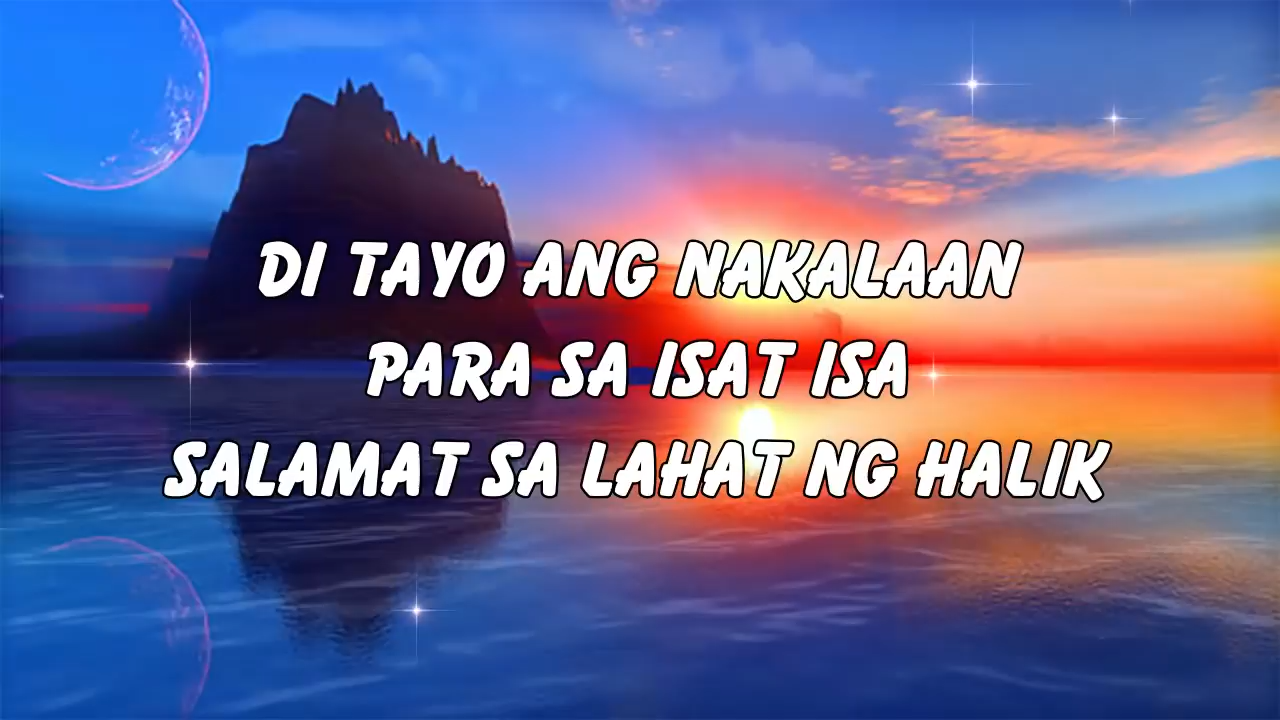 DI TAYO ANG NAKALAAN
PARA SA ISAT ISA
SALAMAT SA LAHAT NG HALIK